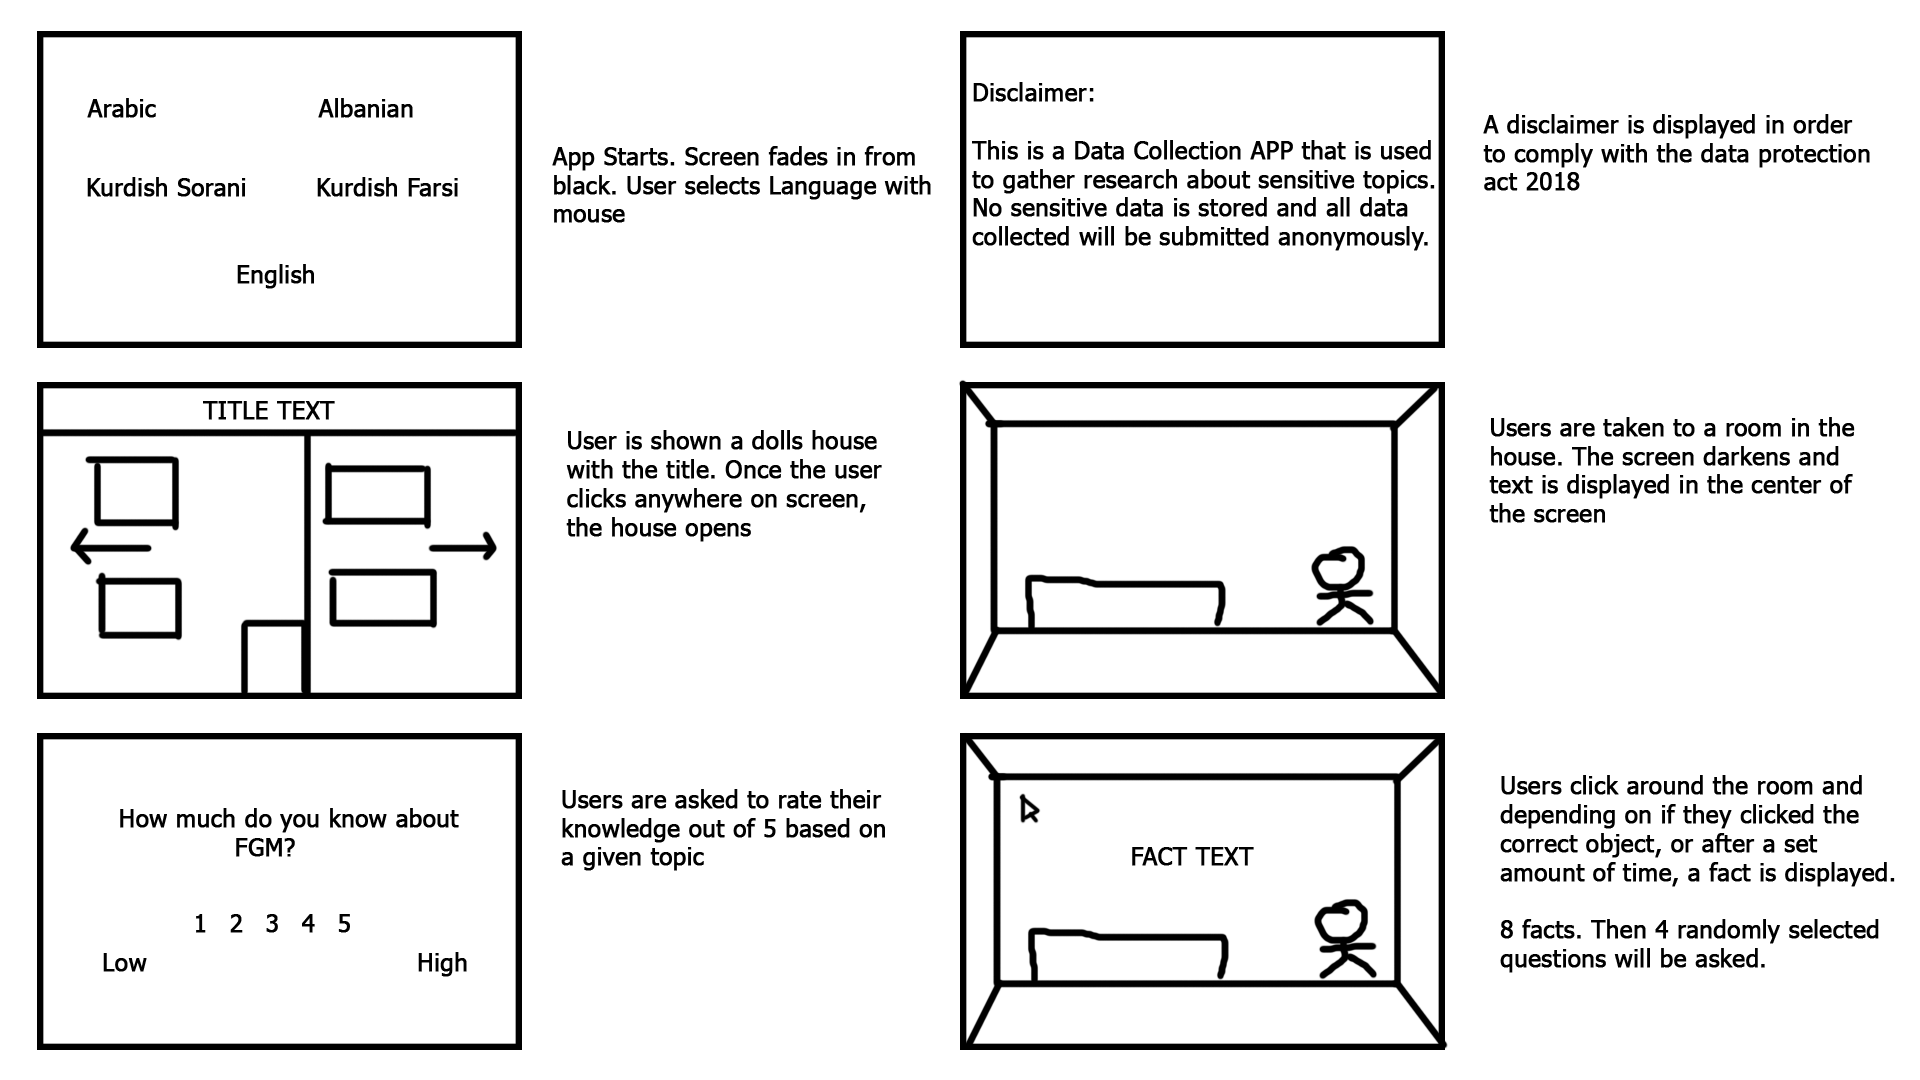 Arabic
Albanian
Kurdish Sorani
Kurdish Farsi
English
App Starts. Screen fades in from
black. User selects Language with
mouse
Disclaimer:
This is a Data Collection APP that is used
to gather research about sensitive topics.
No sensitive data is stored and all data
collected will be submitted anonymously.
A disclaimer is displayed in order
to comply with the data protection
act 2018
TITLE TEXT
User is shown a dolls house
with the title. Once the user
clicks anywhere on screen,
the house opens
Users are taken to a room in the
house. The screen darkens and
text is displayed in the center of
the screen
How much do you know about
FGM?
1 2 3 4 5
Low
High
Users are asked to rate their
knowledge out of 5 based on
a given topic
FACT TEXT
Users click around the room and
depending on if they clicked the
correct object, or after a set
amount of time, a fact is displayed.
8 facts. Then 4 randomly selected
questions will be asked.